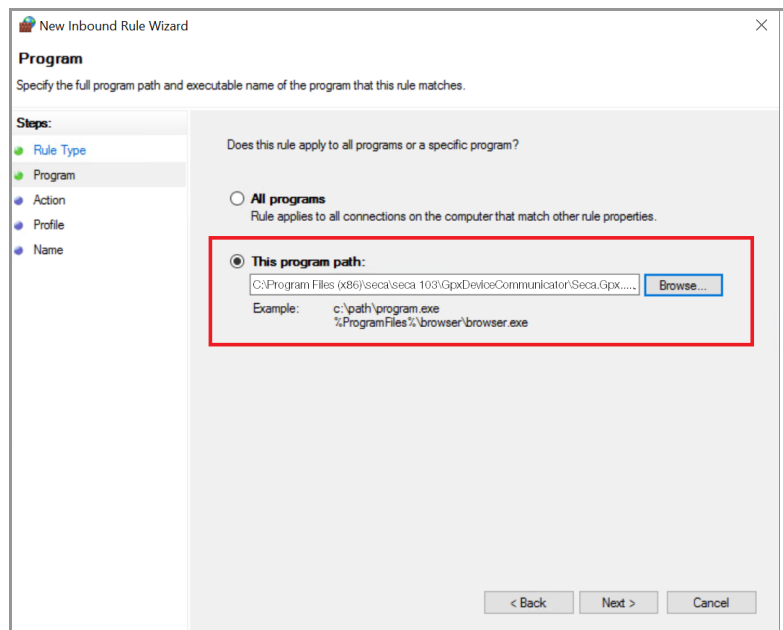 New Inbound Rule Wizard
Program
Specify the full program path and executable name of the program that this rule matches.
Steps:
Rule Type
Program
Action
Profile
Name
Does this rule apply to all programs or a specific program?
All programs
Rule applies to all connections on the computer that match other rule properties.
This program path:
C:\Program Files (x86)\seca\seca 103\GpxDeviceCommunicator\Seca.Gpx.....
Browse...
Example: c:\path\program.exe
%ProgramFiles%\browser\browser.exe
< Back Next > Cancel